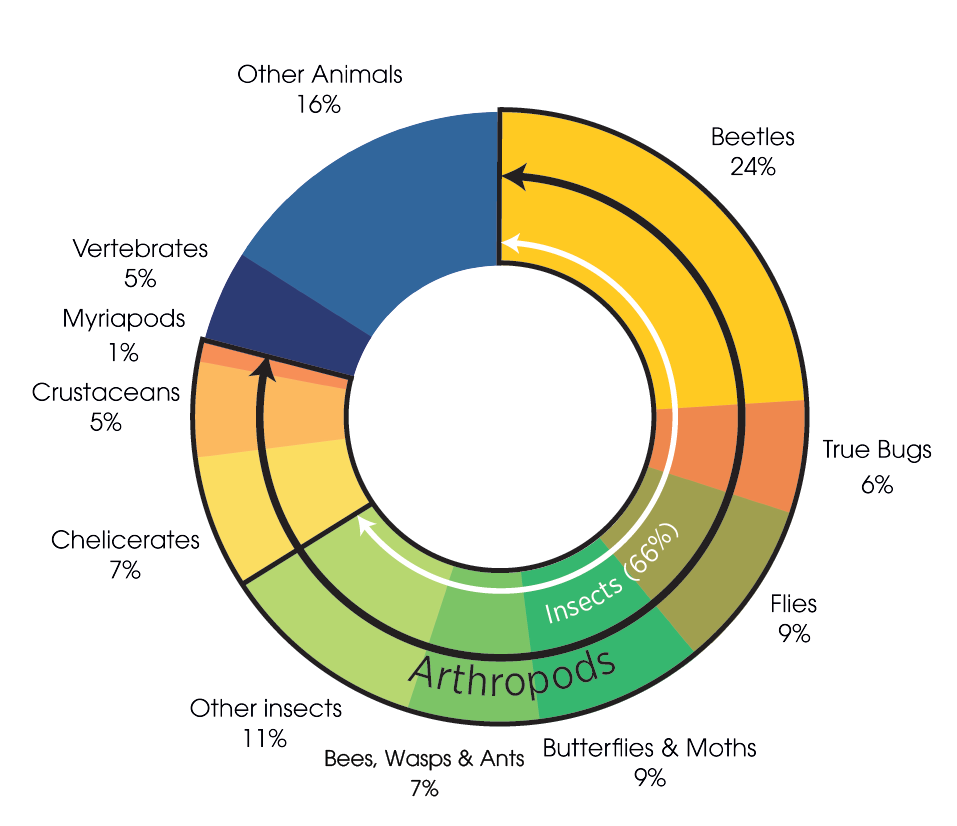 Other Animals
16%
Beetles
24%
Vertebrates
5%
Myriapods
1%
Crustaceans
5%
True Bugs
6%
Chelicerates
7%
Insects (66%)
Flies
9%
Arthropods
Other insects
11%
Bees, Wasps & Ants
7%
Butterflies & Moths
9%